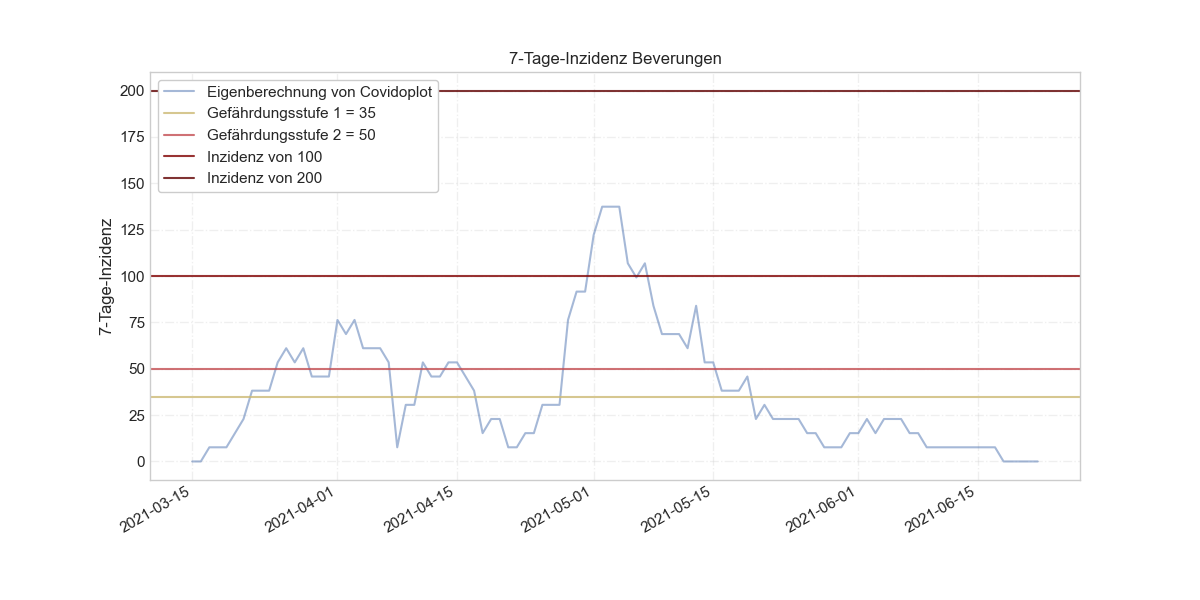 7-Tage-Inzidenz Beverungen
Eigenberechnung von Covidoplot
Gefährdungsstufe 1 = 35
Gefährdungsstufe 2 = 50
Inzidenz von 100
Inzidenz von 200
7-Tage-Inzidenz
200
175
150
125
100
75
50
25
0
2021-03-15
2021-04-01
2021-04-15
2021-05-01
2021-05-15
2021-06-01
2021-06-15